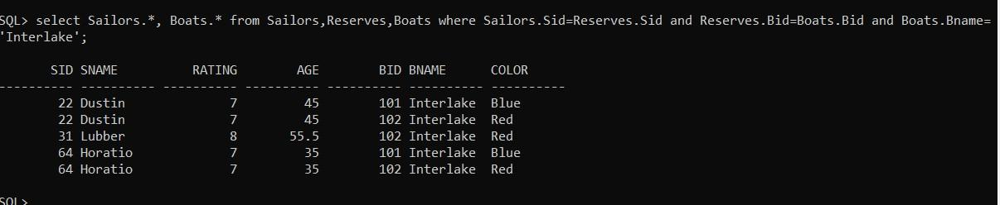 SQL> select Sailors.*, Boats.* from Sailors,Reserves,Boats where Sailors.Sid=Reserves.Sid and Reserves.Bid=Boats.Bid and Boats.Bname=
'Interlake';
       SID SNAME          RATING        AGE        BID BNAME      COLOR
---------- ---------- ---------- ---------- ---------- ---------- ----------
        22 Dustin              7         45        101 Interlake  Blue
        22 Dustin              7         45        102 Interlake  Red
        31 Lubber              8       55.5        102 Interlake  Red
        64 Horatio             7         35        101 Interlake  Blue
        64 Horatio             7         35        102 Interlake  Red
SQL>